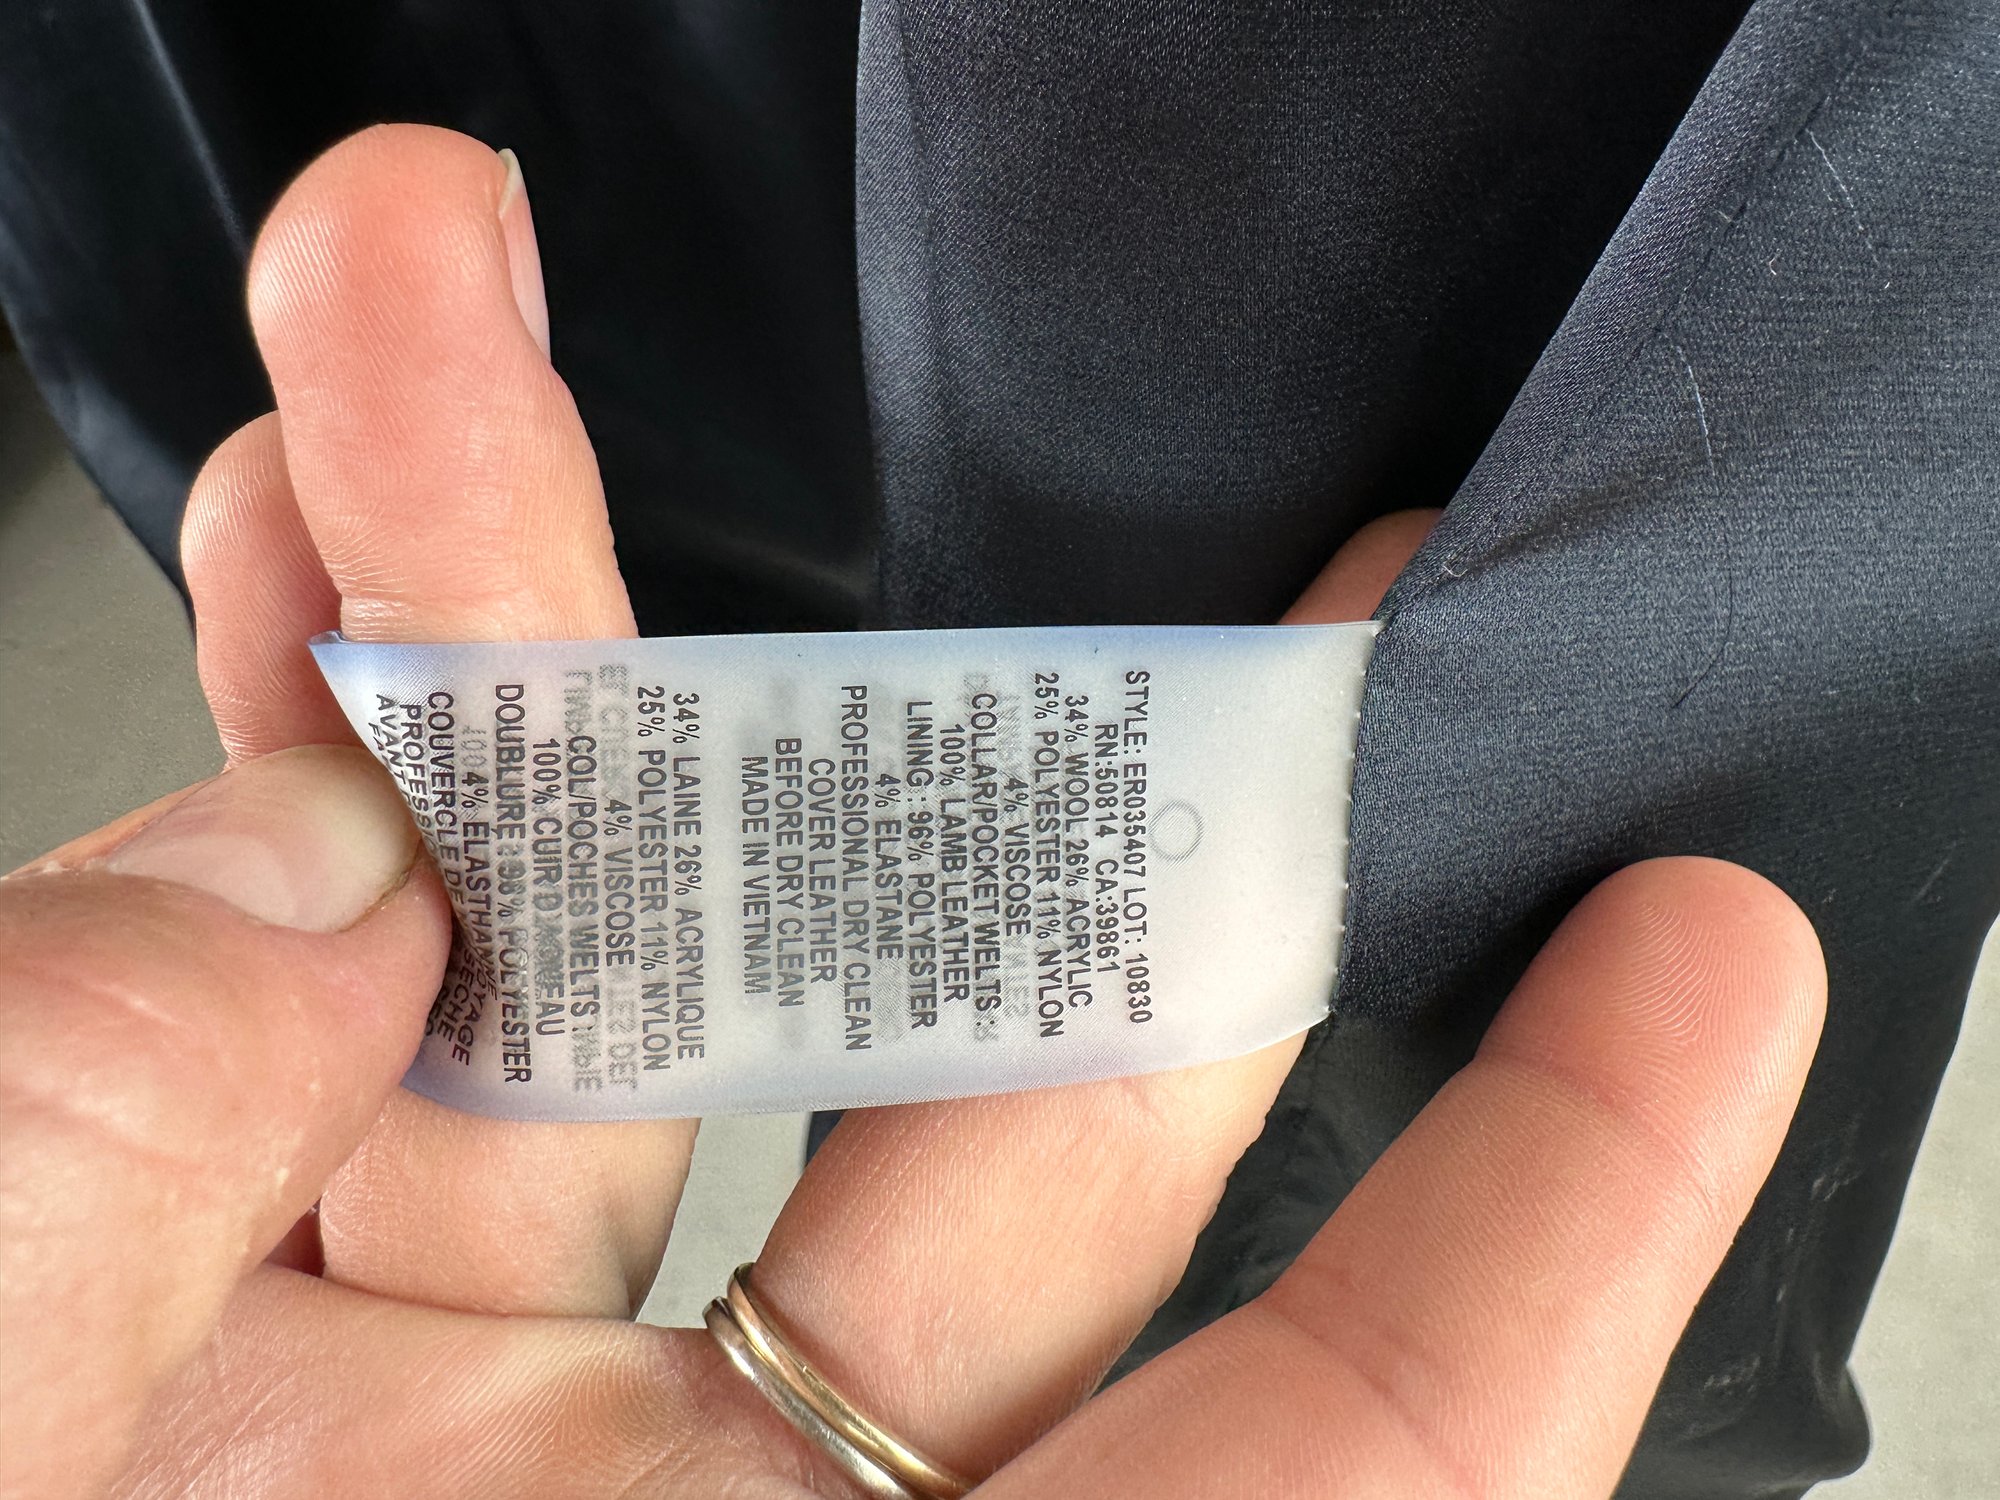 STYLE: ER035407 LOT: 10830
RN:50814 CA:39861
34% WOOL 26% ACRYLIC
25% POLYESTER 11% NYLON
4% VISCOSE
COLLAR/POCKET WELTS :
100% LAMB LEATHER
LINING : 96% POLYESTER
4% ELASTANE
PROFESSIONAL DRY CLEAN
COVER LEATHER
BEFORE DRY CLEAN
MADE IN VIETNAM
34% LAINE 26% ACRYLIQUE
25% POLYESTER 11% NYLON
4% VISCOSE
COL/POCHES WELTS
100% CUIR D'AGNEAU
DOUBLURE : 96% POLYESTER
4% ELASTHANNE
COUVERCLE DE
PROFESSIO
AVANT